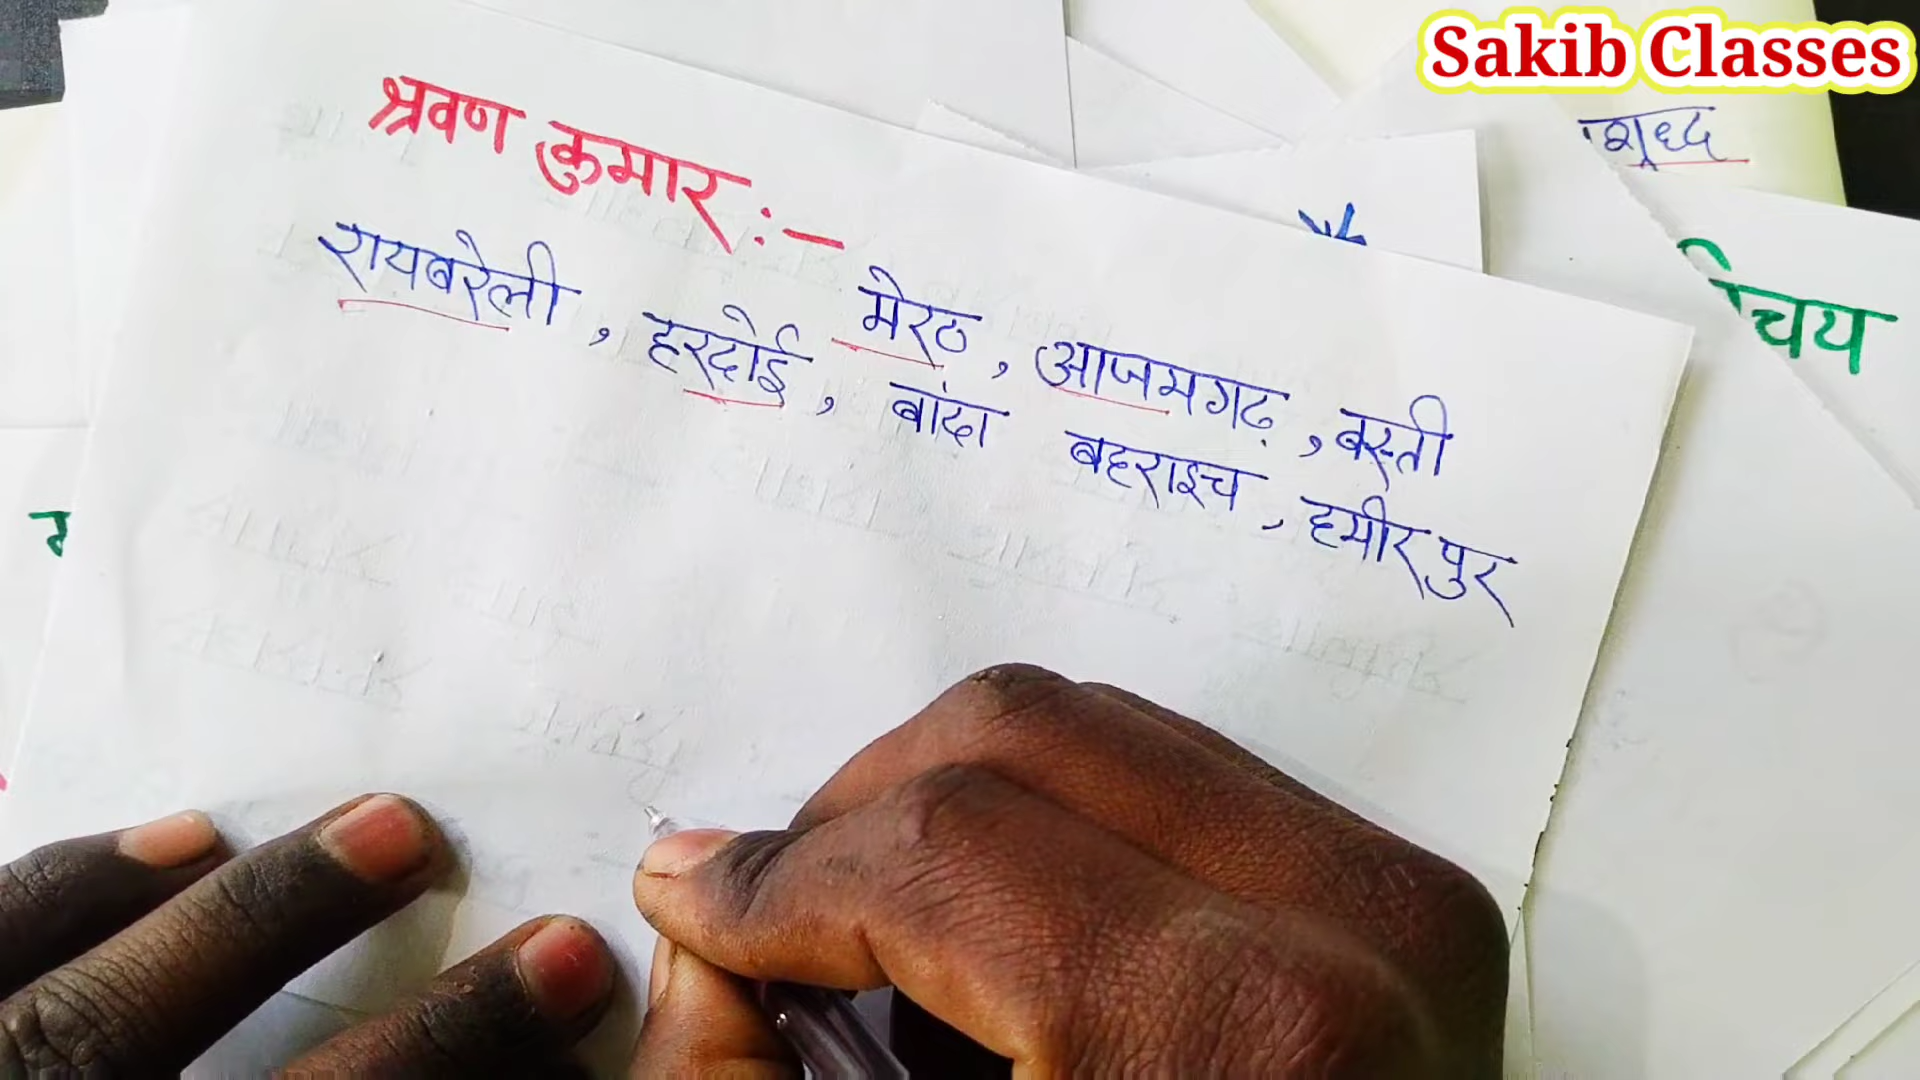 Sakib Classes
श्रवण कुमार :-
मेरठ, आजमगढ़, बस्ती
रायबरेली, हरदोई, बांदा बहराइच, हमीरपुर
चय